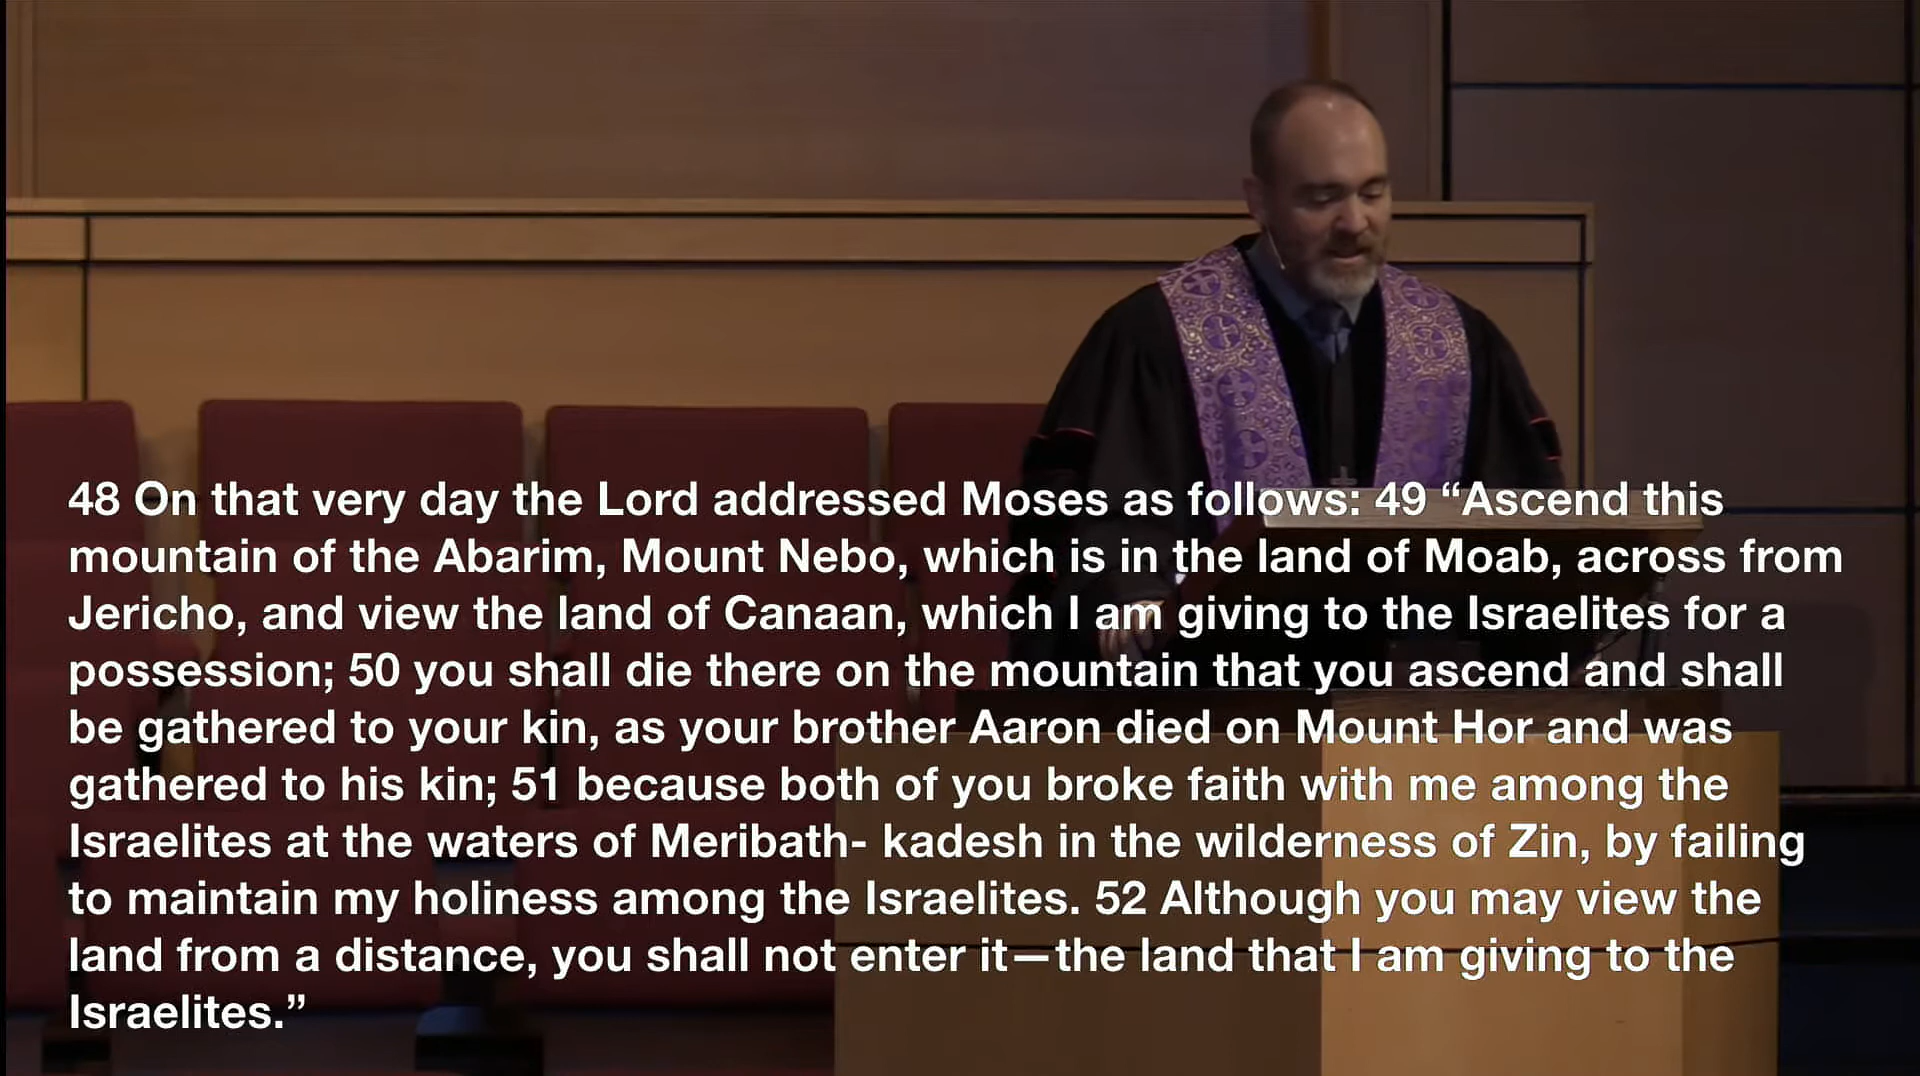 48 On that very day the Lord addressed Moses as follows: 49 “Ascend this
mountain of the Abarim, Mount Nebo, which is in the land of Moab, across from
Jericho, and view the land of Canaan, which I am giving to the Israelites for a
possession; 50 you shall die there on the mountain that you ascend and shall
be gathered to your kin, as your brother Aaron died on Mount Hor and was
gathered to his kin; 51 because both of you broke faith with me among the
Israelites at the waters of Meribath- kadesh in the wilderness of Zin, by failing
to maintain my holiness among the Israelites. 52 Although you may view the
land from a distance, you shall not enter it—the land that I am giving to the
Israelites.”